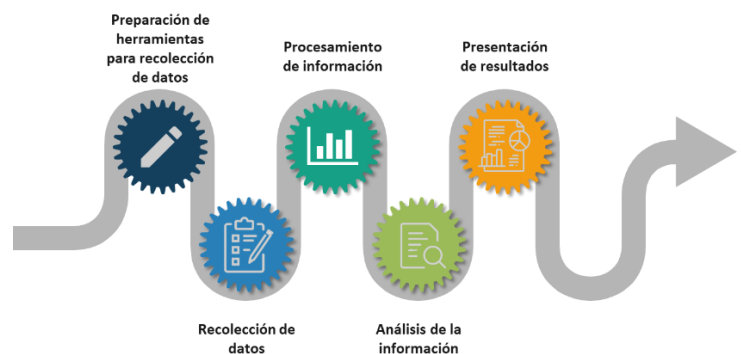 Preparación de
herramientas
para recolección
de datos
Recolección de
datos
Procesamiento
de información
Análisis de la
información
Presentación
de resultados